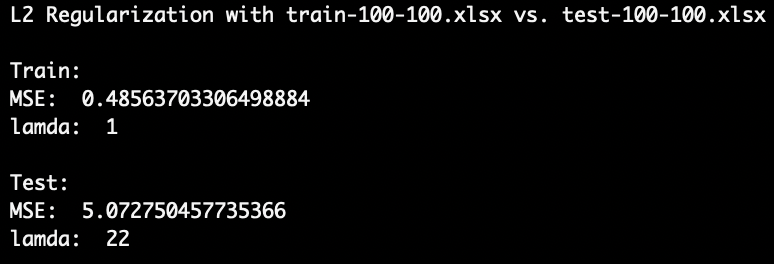 L2 Regularization with train-100-100.xlsx vs. test-100-100.xlsx
Train:
MSE:  0.48563703306498884
lamda:  1
Test:
MSE:  5.072750457735366
lamda:  22